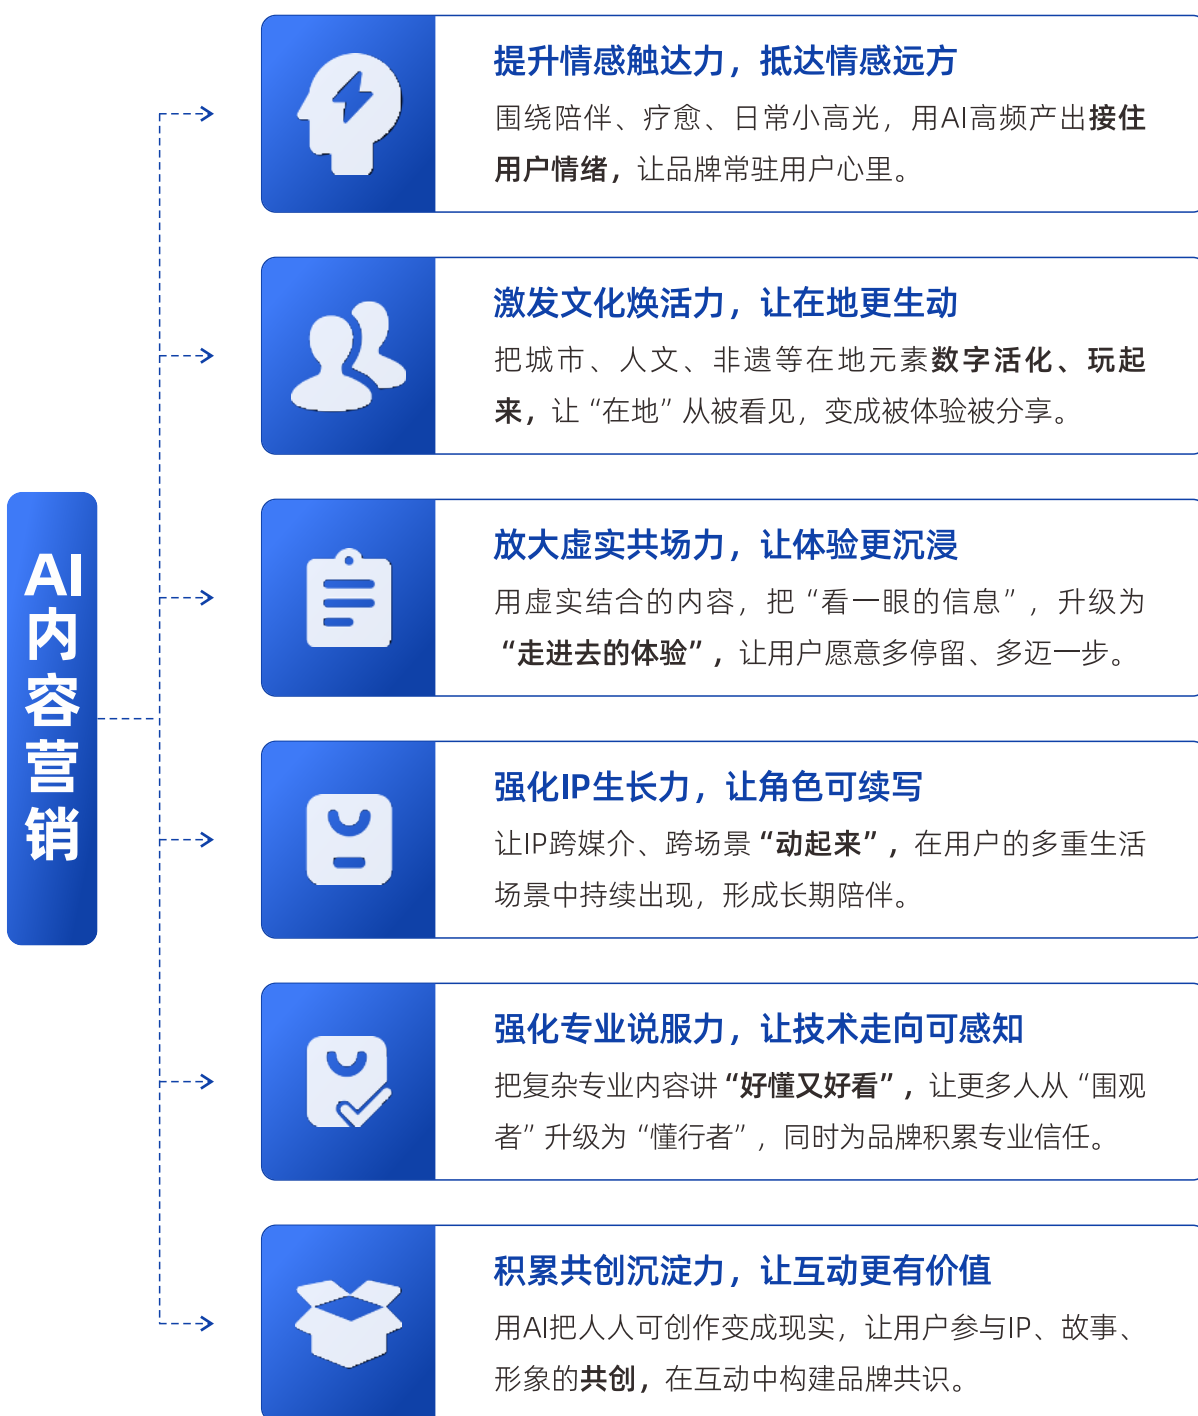 AI内容营销
提升情感触达力，抵达情感远方
围绕陪伴、疗愈、日常小高光，用AI高频产出接住
用户情绪，让品牌常驻用户心里。
激发文化焕活力，让在地更生动
把城市、人文、非遗等在地元素数字活化、玩起
来，让“在地”从被看见，变成被体验被分享。
放大虚实共场力，让体验更沉浸
用虚实结合的内容，把“看一眼的信息”，升级为
“走进去的体验”，让用户愿意多停留、多迈一步。
强化IP生长力，让角色可续写
让IP跨媒介、跨场景“动起来”，在用户的多重生活
场景中持续出现，形成长期陪伴。
强化专业说服力，让技术走向可感知
把复杂专业内容讲“好懂又好看”，让更多人从“围观
者”升级为“懂行者”，同时为品牌积累专业信任。
积累共创沉淀力，让互动更有价值
用AI把人人可创作变成现实，让用户参与IP、故事、
形象的共创，在互动中构建品牌共识。